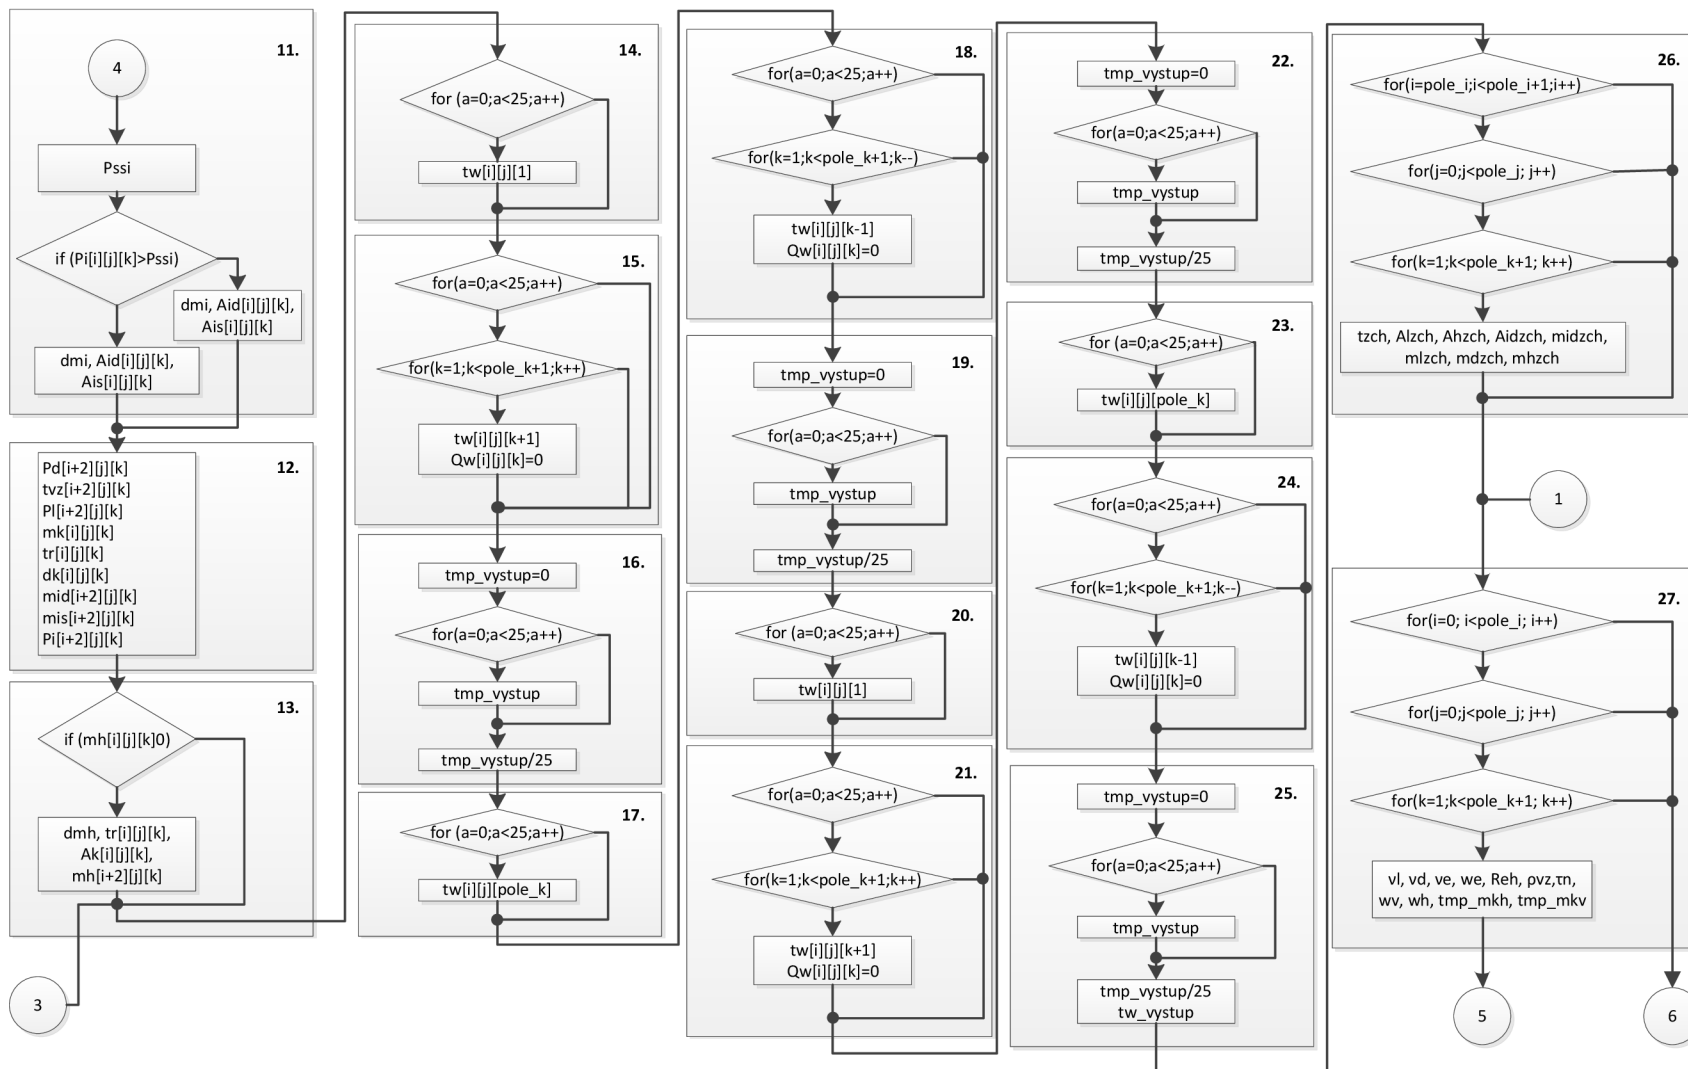 11.
4
Pssi
if (Pi[i][j][k]>Pssi)
dmi, Aid[i][j][k],
Ais[i][j][k]
dmi, Aid[i][j][k],
Ais[i][j][k]
12.
Pd[i+2][j][k]
tvz[i+2][j][k]
Pl[i+2][j][k]
mk[i][j][k]
tr[i][j][k]
dk[i][j][k]
mid[i+2][j][k]
mis[i+2][j][k]
Pi[i+2][j][k]
13.
if (mh[i][j][k]0)
dmh, tr[i][j][k],
Ak[i][j][k],
mh[i+2][j][k]
3
14.
for (a=0;a<25;a++)
tw[i][j][1]
15.
for(a=0;a<25;a++)
for(k=1;k<pole_k+1;k++)
tw[i][j][k+1]
Qw[i][j][k]=0
16.
tmp_vystup=0
for(a=0;a<25;a++)
tmp_vystup
tmp_vystup/25
17.
for (a=0;a<25;a++)
tw[i][j][pole_k]
18.
for(a=0;a<25;a++)
for(k=1;k<pole_k+1;k--)
tw[i][j][k-1]
Qw[i][j][k]=0
19.
tmp_vystup=0
for(a=0;a<25;a++)
tmp_vystup
tmp_vystup/25
20.
for (a=0;a<25;a++)
tw[i][j][1]
21.
for(a=0;a<25;a++)
for(k=1;k<pole_k+1;k++)
tw[i][j][k+1]
Qw[i][j][k]=0
22.
tmp_vystup=0
for(a=0;a<25;a++)
tmp_vystup
tmp_vystup/25
23.
for (a=0;a<25;a++)
tw[i][j][pole_k]
24.
for(a=0;a<25;a++)
for(k=1;k<pole_k+1;k--)
tw[i][j][k-1]
Qw[i][j][k]=0
25.
tmp_vystup=0
for(a=0;a<25;a++)
tmp_vystup
tmp_vystup/25
tw_vystup
26.
for(i=pole_i;i<pole_i+1;i++)
for(j=0;j<pole_j; j++)
for(k=1;k<pole_k+1; k++)
tzch, Alzch, Ahzch, Aidzch, midzch,
mlzch, mdzch, mhzch
1
27.
for(i=0; i<pole_i; i++)
for(j=0;j<pole_j; j++)
for(k=1;k<pole_k+1; k++)
vl, vd, ve, we, Reh, ρvz,τn,
wv, wh, tmp_mkh, tmp_mkv
5
6